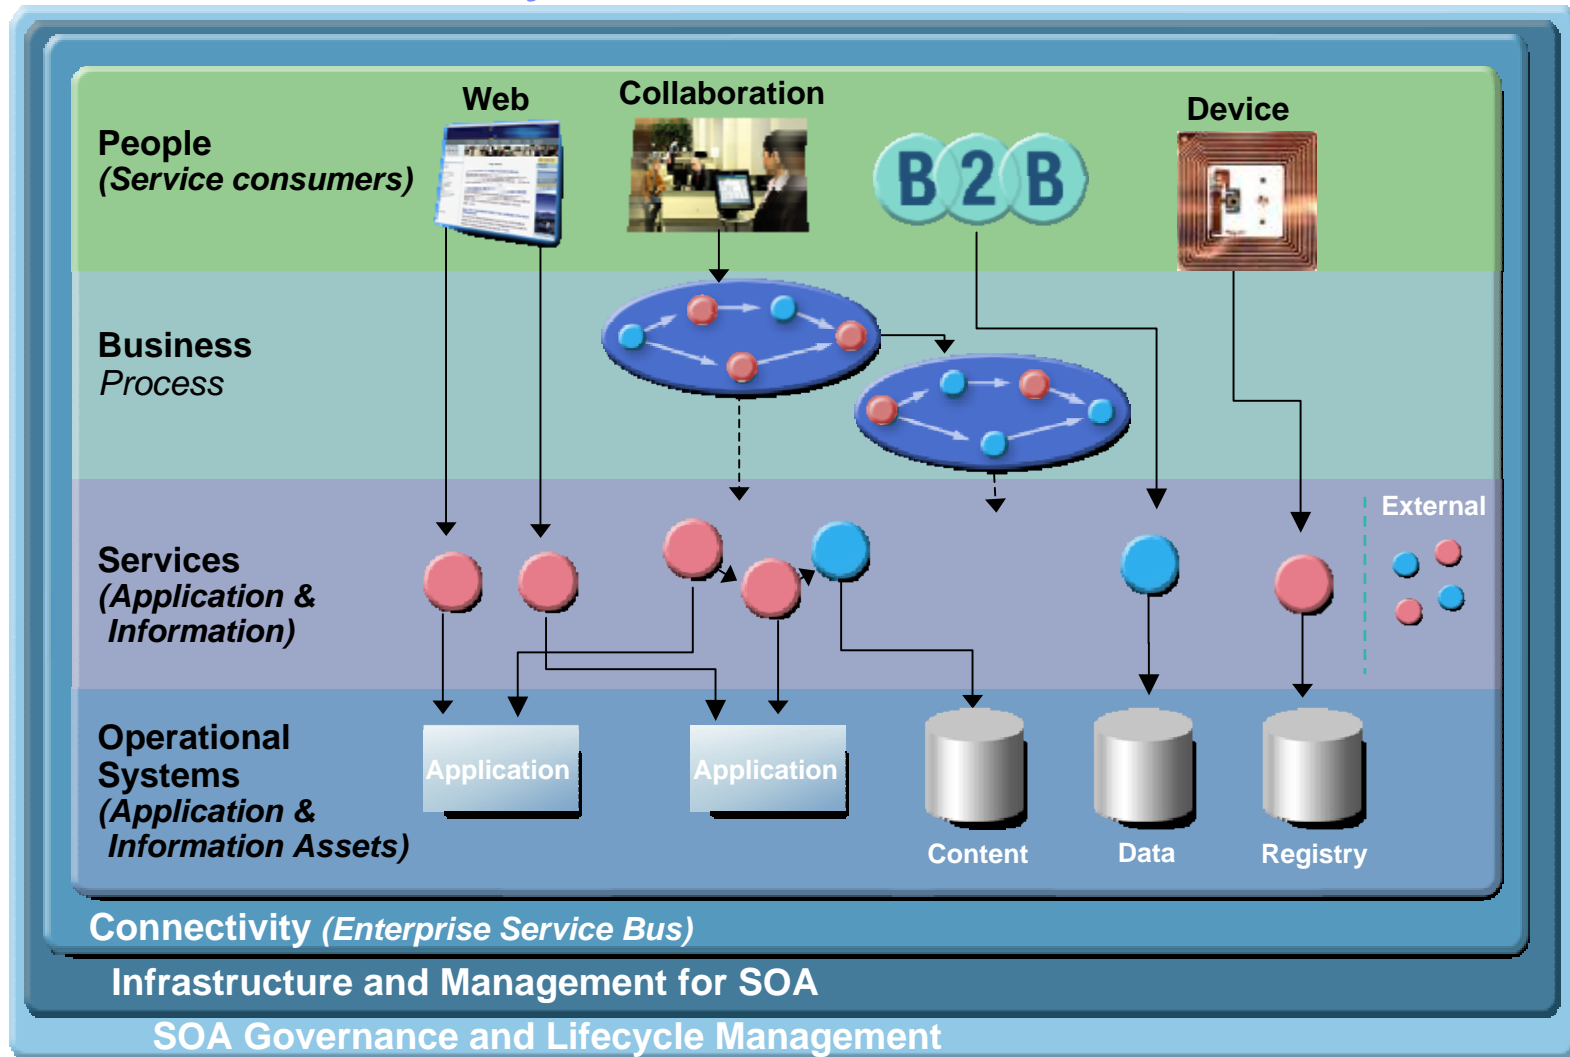 Web
Collaboration
Device
People
(Service consumers)
B2B
Business
Process
External
Services
(Application &
Information)
Operational
Systems
(Application &
Information Assets)
Application
Application
Content
Data
Registry
Connectivity (Enterprise Service Bus)
Infrastructure and Management for SOA
SOA Governance and Lifecycle Management